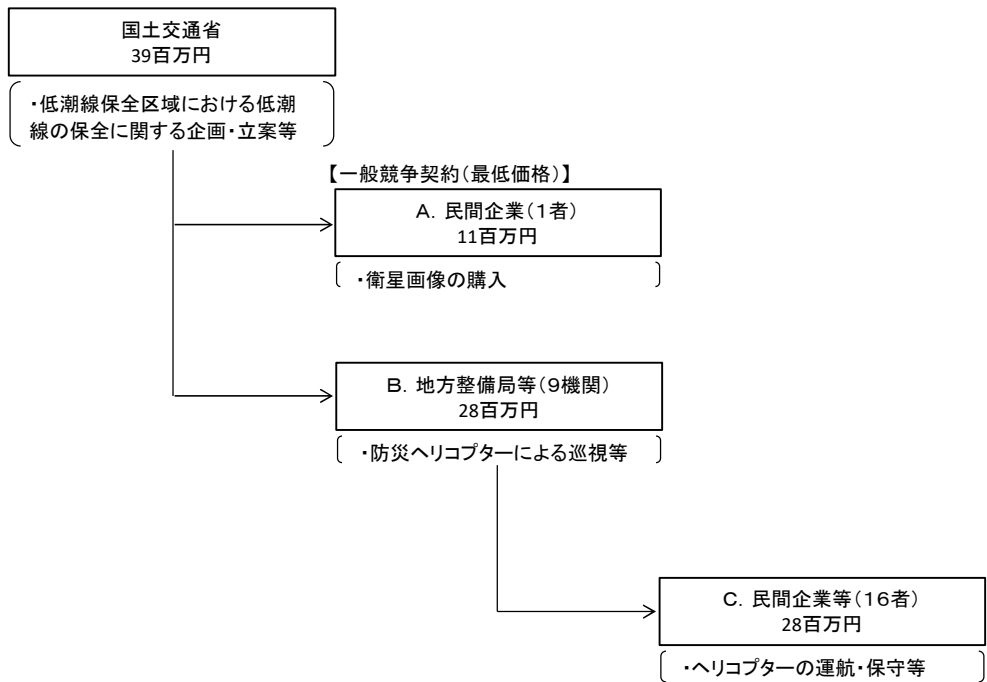 国土交通省
39百万円
・低潮線保全区域における低潮
線の保全に関する企画・立案等
【一般競争契約（最低価格）】
A. 民間企業（１者）
11百万円
・衛星画像の購入
B. 地方整備局等（９機関）
28百万円
・防災ヘリコプターによる巡視等
C. 民間企業等（１６者）
28百万円
・ヘリコプターの運航・保守等